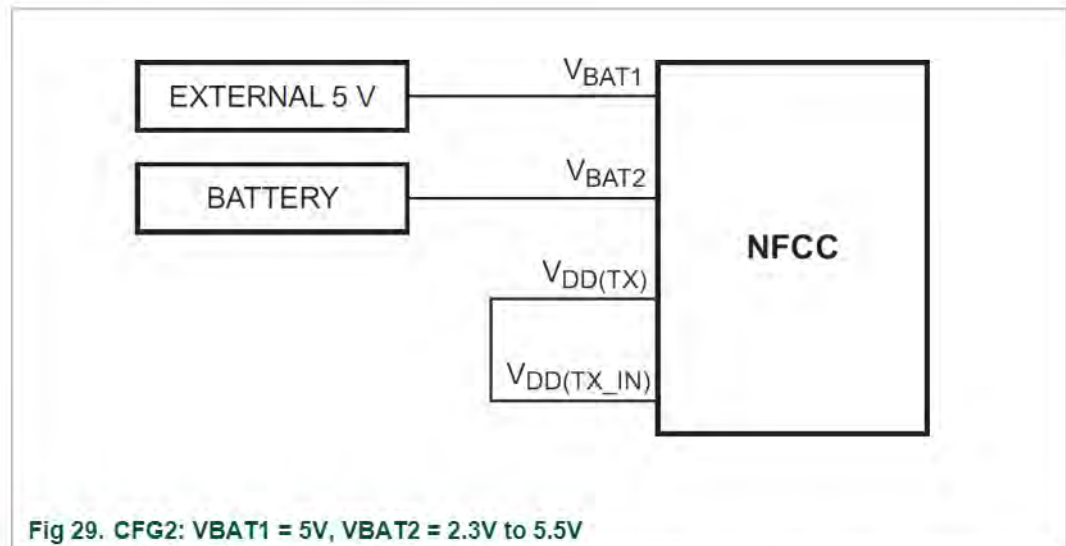 EXTERNAL 5 V
BATTERY
VBAT1
VBAT2
VDD(TX)
VDD(TX_IN)
NFCC
Fig 29. CFG2: VBAT1 = 5V, VBAT2 = 2.3V to 5.5V